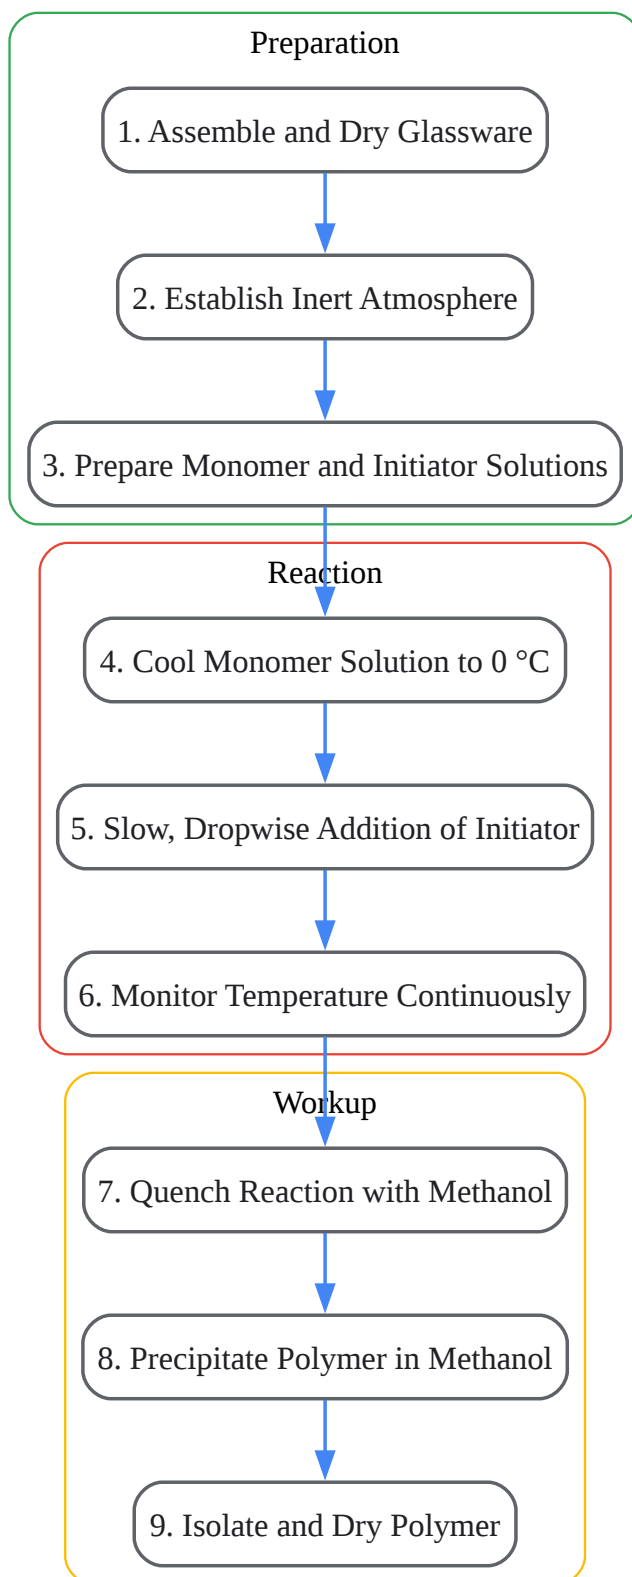 Preparation
1. Assemble and Dry Glassware
2. Establish Inert Atmosphere
3. Prepare Monomer and Initiator Solutions
Reaction
4. Cool Monomer Solution to 0 °C
5. Slow, Dropwise Addition of Initiator
6. Monitor Temperature Continuously
Workup
7. Quench Reaction with Methanol
8. Precipitate Polymer in Methanol
9. Isolate and Dry Polymer